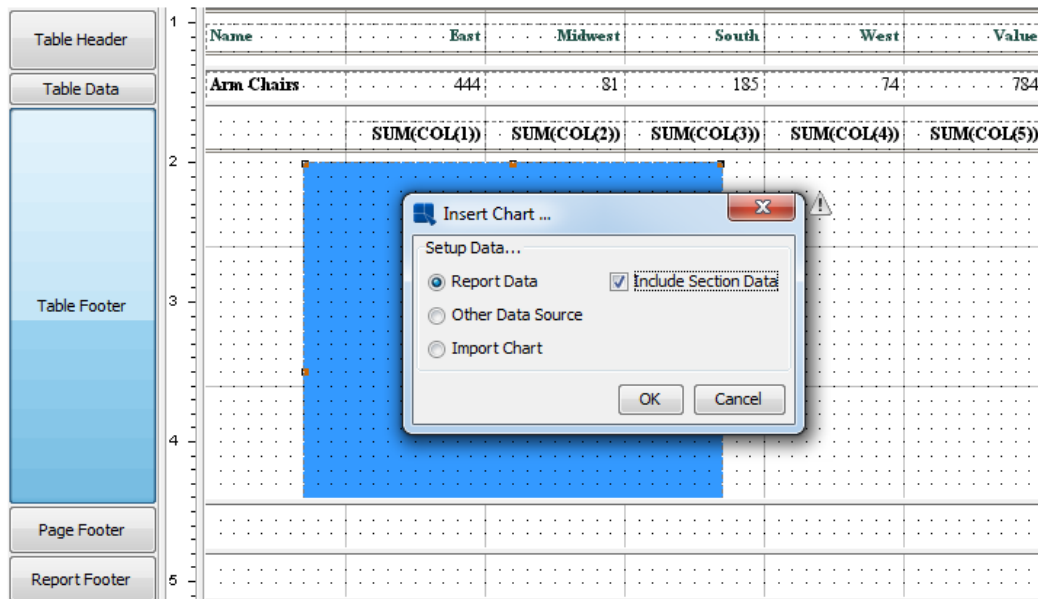 Table Header
1
Name East Midwest South West Value
Table Data
Arm Chairs 444 81 185 74 784
SUM(COL(1)) SUM(COL(2)) SUM(COL(3)) SUM(COL(4)) SUM(COL(5))
2
Insert Chart ...
Setup Data...
Report Data Include Section Data
Table Footer
3
Other Data Source
Import Chart
OK Cancel
4
Page Footer
Report Footer
5